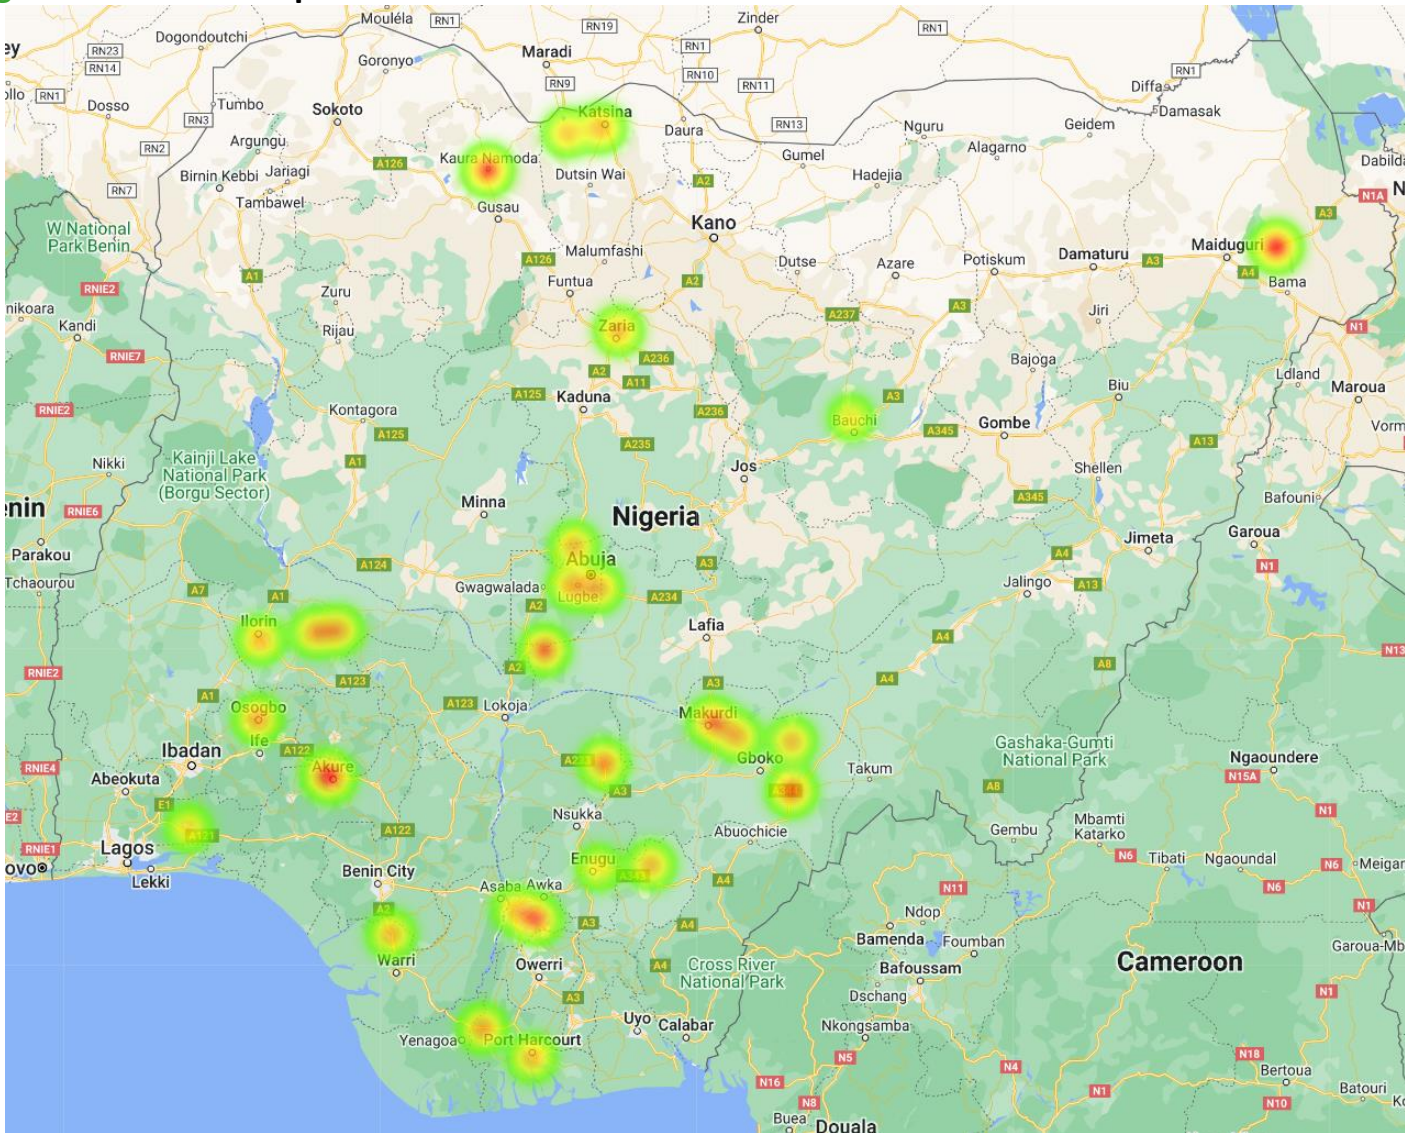 Mouléla
RN1
RN19
Zinder
RN1
Dogondoutchi
RN23
RN14
Goronyo
Maradi
RN1
RN10
RN11
RN9
RN1
Diffa
RN1
Dosso
Tumbo
RN3
Sokoto
Katsina
Daura
RN13
Nguru
Geidem
Damasak
RN2
Argungu
A126
Kaura Namoda
Gumel
Alagarno
RN7
Birnin Kebbi
Jariagi
Dutsin Wai
A2
Hadejia
N1A
Tambawel
Gusau
Kano
A3
W National
Park Benin
A126
Malumfashi
Dutse
Azare
Potiskum
Damaturu
A3
Maiduguri
A4
Bama
RNIE2
A1
Funtua
A2
Zuru
A237
A3
Jiri
Kandi
Rijau
Zaria
N1
RNIE7
A236
A2
A11
Bajoga
Ldland
Maroua
RNIE2
A125
Kaduna
A3
Biu
Kontagora
A236
Bauchi
A345
Gombe
A13
A125
A235
Kainji Lake
National Park
(Borgu Sector)
A1
Jos
Shellen
Nikki
Minna
Nigeria
A345
Bafouni
RNIE6
Garoua
Parakou
Jimeta
Tchaourou
A124
Abuja
A3
A4
N1
A7
A1
Gwagwalada
Lugbe
A234
Jalingo
A13
A2
Ilorin
Lafia
A4
N13
RNIE2
A2
A8
A123
A3
A4
A1
Osogbo
A123
Lokoja
Makurdi
Ife
Gashaka-Gumti
National Park
Ibadan
A122
RNIE4
Akure
Gboko
Takum
Ngaoundere
N15A
Abeokuta
A3
A8
E1
Nsukka
Abuochicie
Gembu
Mbamti
Katarko
N1
A121
A122
Lagos
RNIE1
Lekki
Benin City
Enugu
A343
A4
N6
Tibati
Ngaoundal
N6
N6
Meigar
Asaba
Awka
N11
N1
A2
A3
A4
Ndop
Bamenda
Foumban
Warri
Owerri
A4
Cross River
National Park
Bafoussam
Cameroon
Dschang
A3
N1
Yenagoa
Port Harcourt
Uyo
Calabar
Nkongsamba
N5
N4
N18
Bertoua
N16
N1
N10
Batouri
N8
Buea
Douala